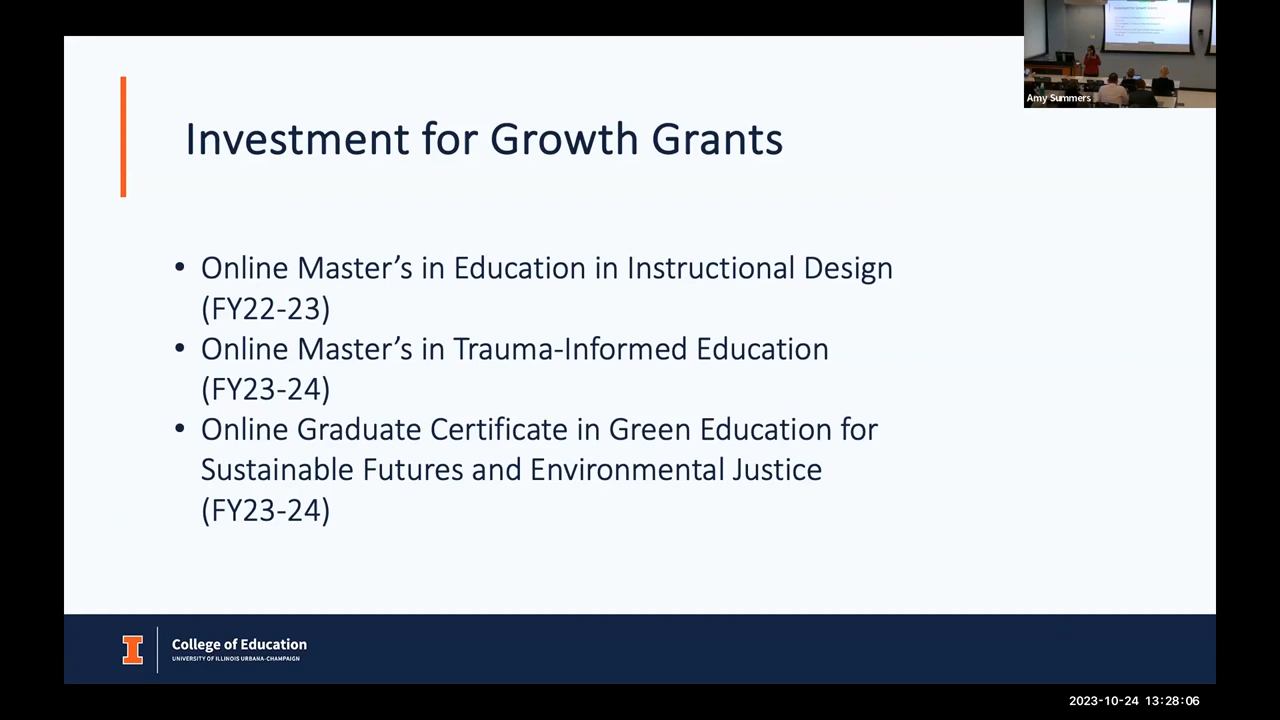 Amy Summers
Investment for Growth Grants
• Online Master’s in Education in Instructional Design
(FY22-23)
• Online Master’s in Trauma-Informed Education
(FY23-24)
• Online Graduate Certificate in Green Education for
Sustainable Futures and Environmental Justice
(FY23-24)
College of Education
UNIVERSITY OF ILLINOIS URBANA-CHAMPAIGN
2023-10-24 13:28:06